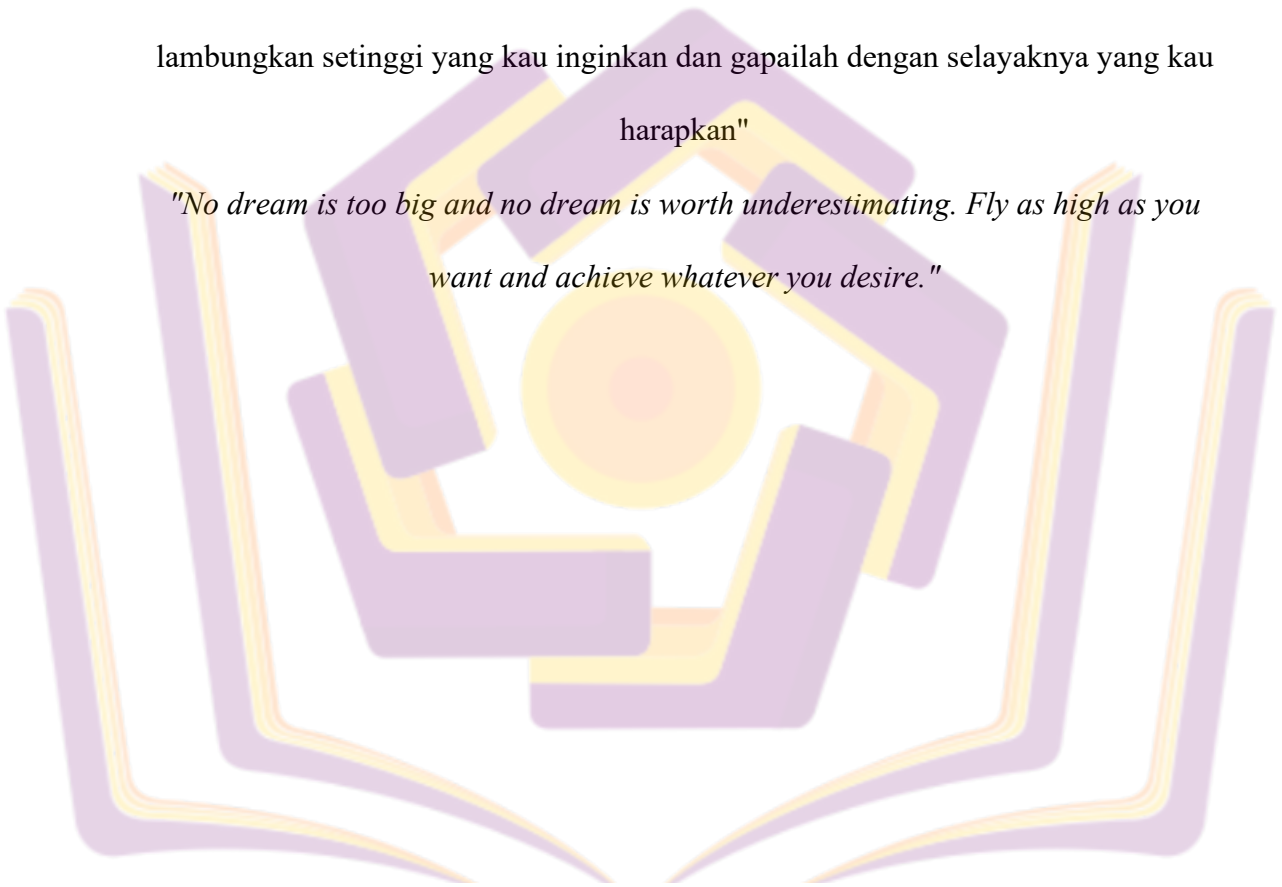 lambungkan setinggi yang kau inginkan dan gapailah dengan selayaknya yang kau
harapkan"
"No dream is too big and no dream is worth underestimating. Fly as high as you
want and achieve whatever you desire."